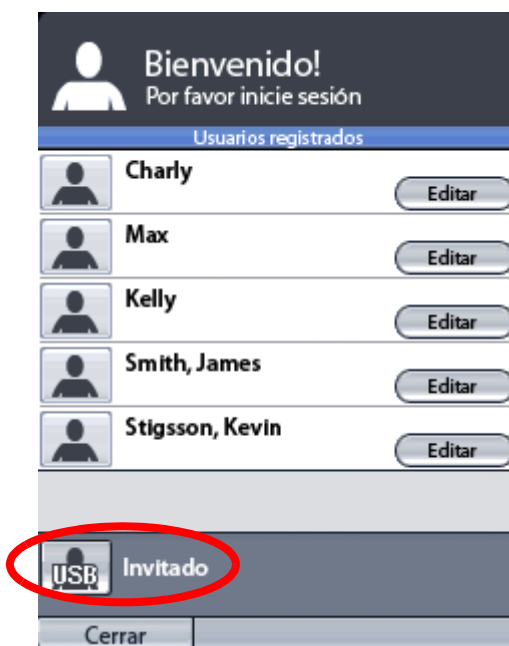 Bienvenido!
Por favor inicie sesión
Usuarios registrados
Charly
Editar
Max
Editar
Kelly
Editar
Smith, James
Editar
Stigsson, Kevin
Editar
USB Invitado
Cerrar